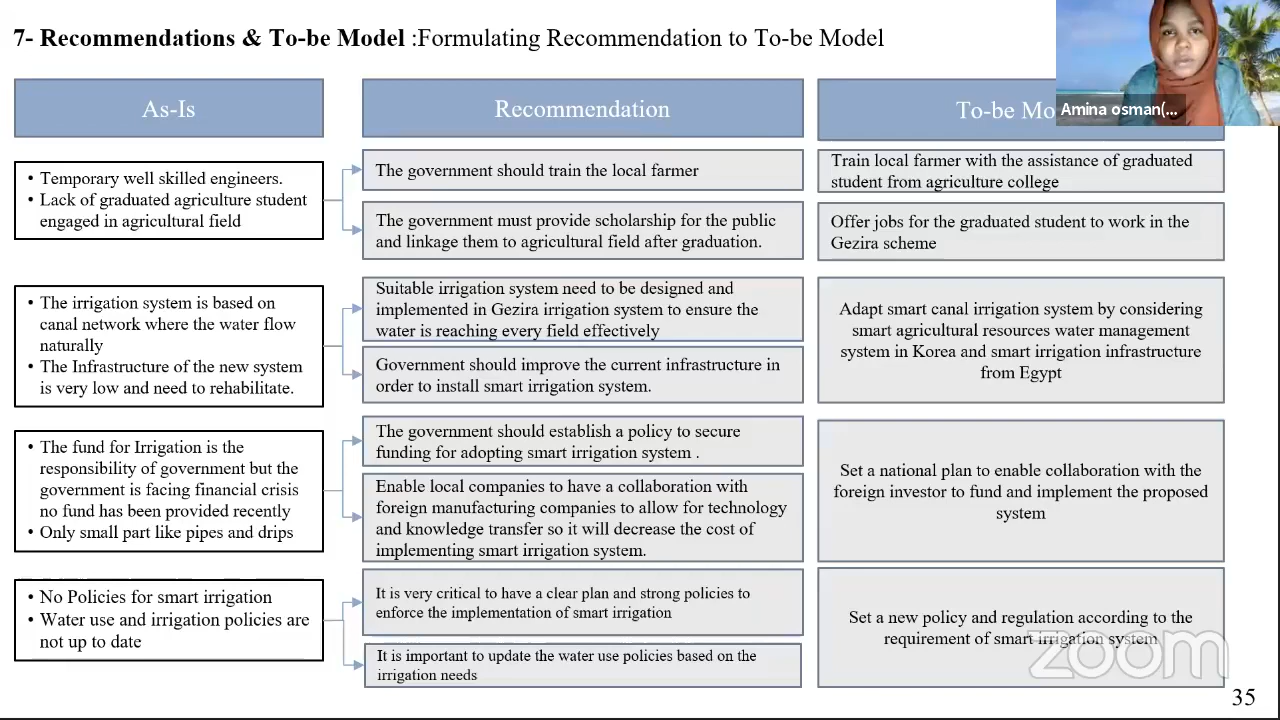 7- Recommendations & To-be Model :Formulating Recommendation to To-be Model
Amina osman(...
As-Is
Recommendation
To-be Mo
• Temporary well skilled engineers.
• Lack of graduated agriculture student
engaged in agricultural field
The government should train the local farmer
The government must provide scholarship for the public
and linkage them to agricultural field after graduation.
Train local farmer with the assistance of graduated
student from agriculture college
Offer jobs for the graduated student to work in the
Gezira scheme
• The irrigation system is based on
canal network where the water flow
naturally
• The Infrastructure of the new system
is very low and need to rehabilitate.
Suitable irrigation system need to be designed and
implemented in Gezira irrigation system to ensure the
water is reaching every field effectively
Government should improve the current infrastructure in
order to install smart irrigation system.
Adapt smart canal irrigation system by considering
smart agricultural resources water management
system in Korea and smart irrigation infrastructure
from Egypt
• The fund for Irrigation is the
responsibility of government but the
government is facing financial crisis
no fund has been provided recently
• Only small part like pipes and drips
The government should establish a policy to secure
funding for adopting smart irrigation system .
Enable local companies to have a collaboration with
foreign manufacturing companies to allow for technology
and knowledge transfer so it will decrease the cost of
implementing smart irrigation system.
Set a national plan to enable collaboration with the
foreign investor to fund and implement the proposed
system
• No Policies for smart irrigation
• Water use and irrigation policies are
not up to date
It is very critical to have a clear plan and strong policies to
enforce the implementation of smart irrigation
It is important to update the water use policies based on the
irrigation needs
Set a new policy and regulation according to the
requirement of smart irrigation system
zoom
35